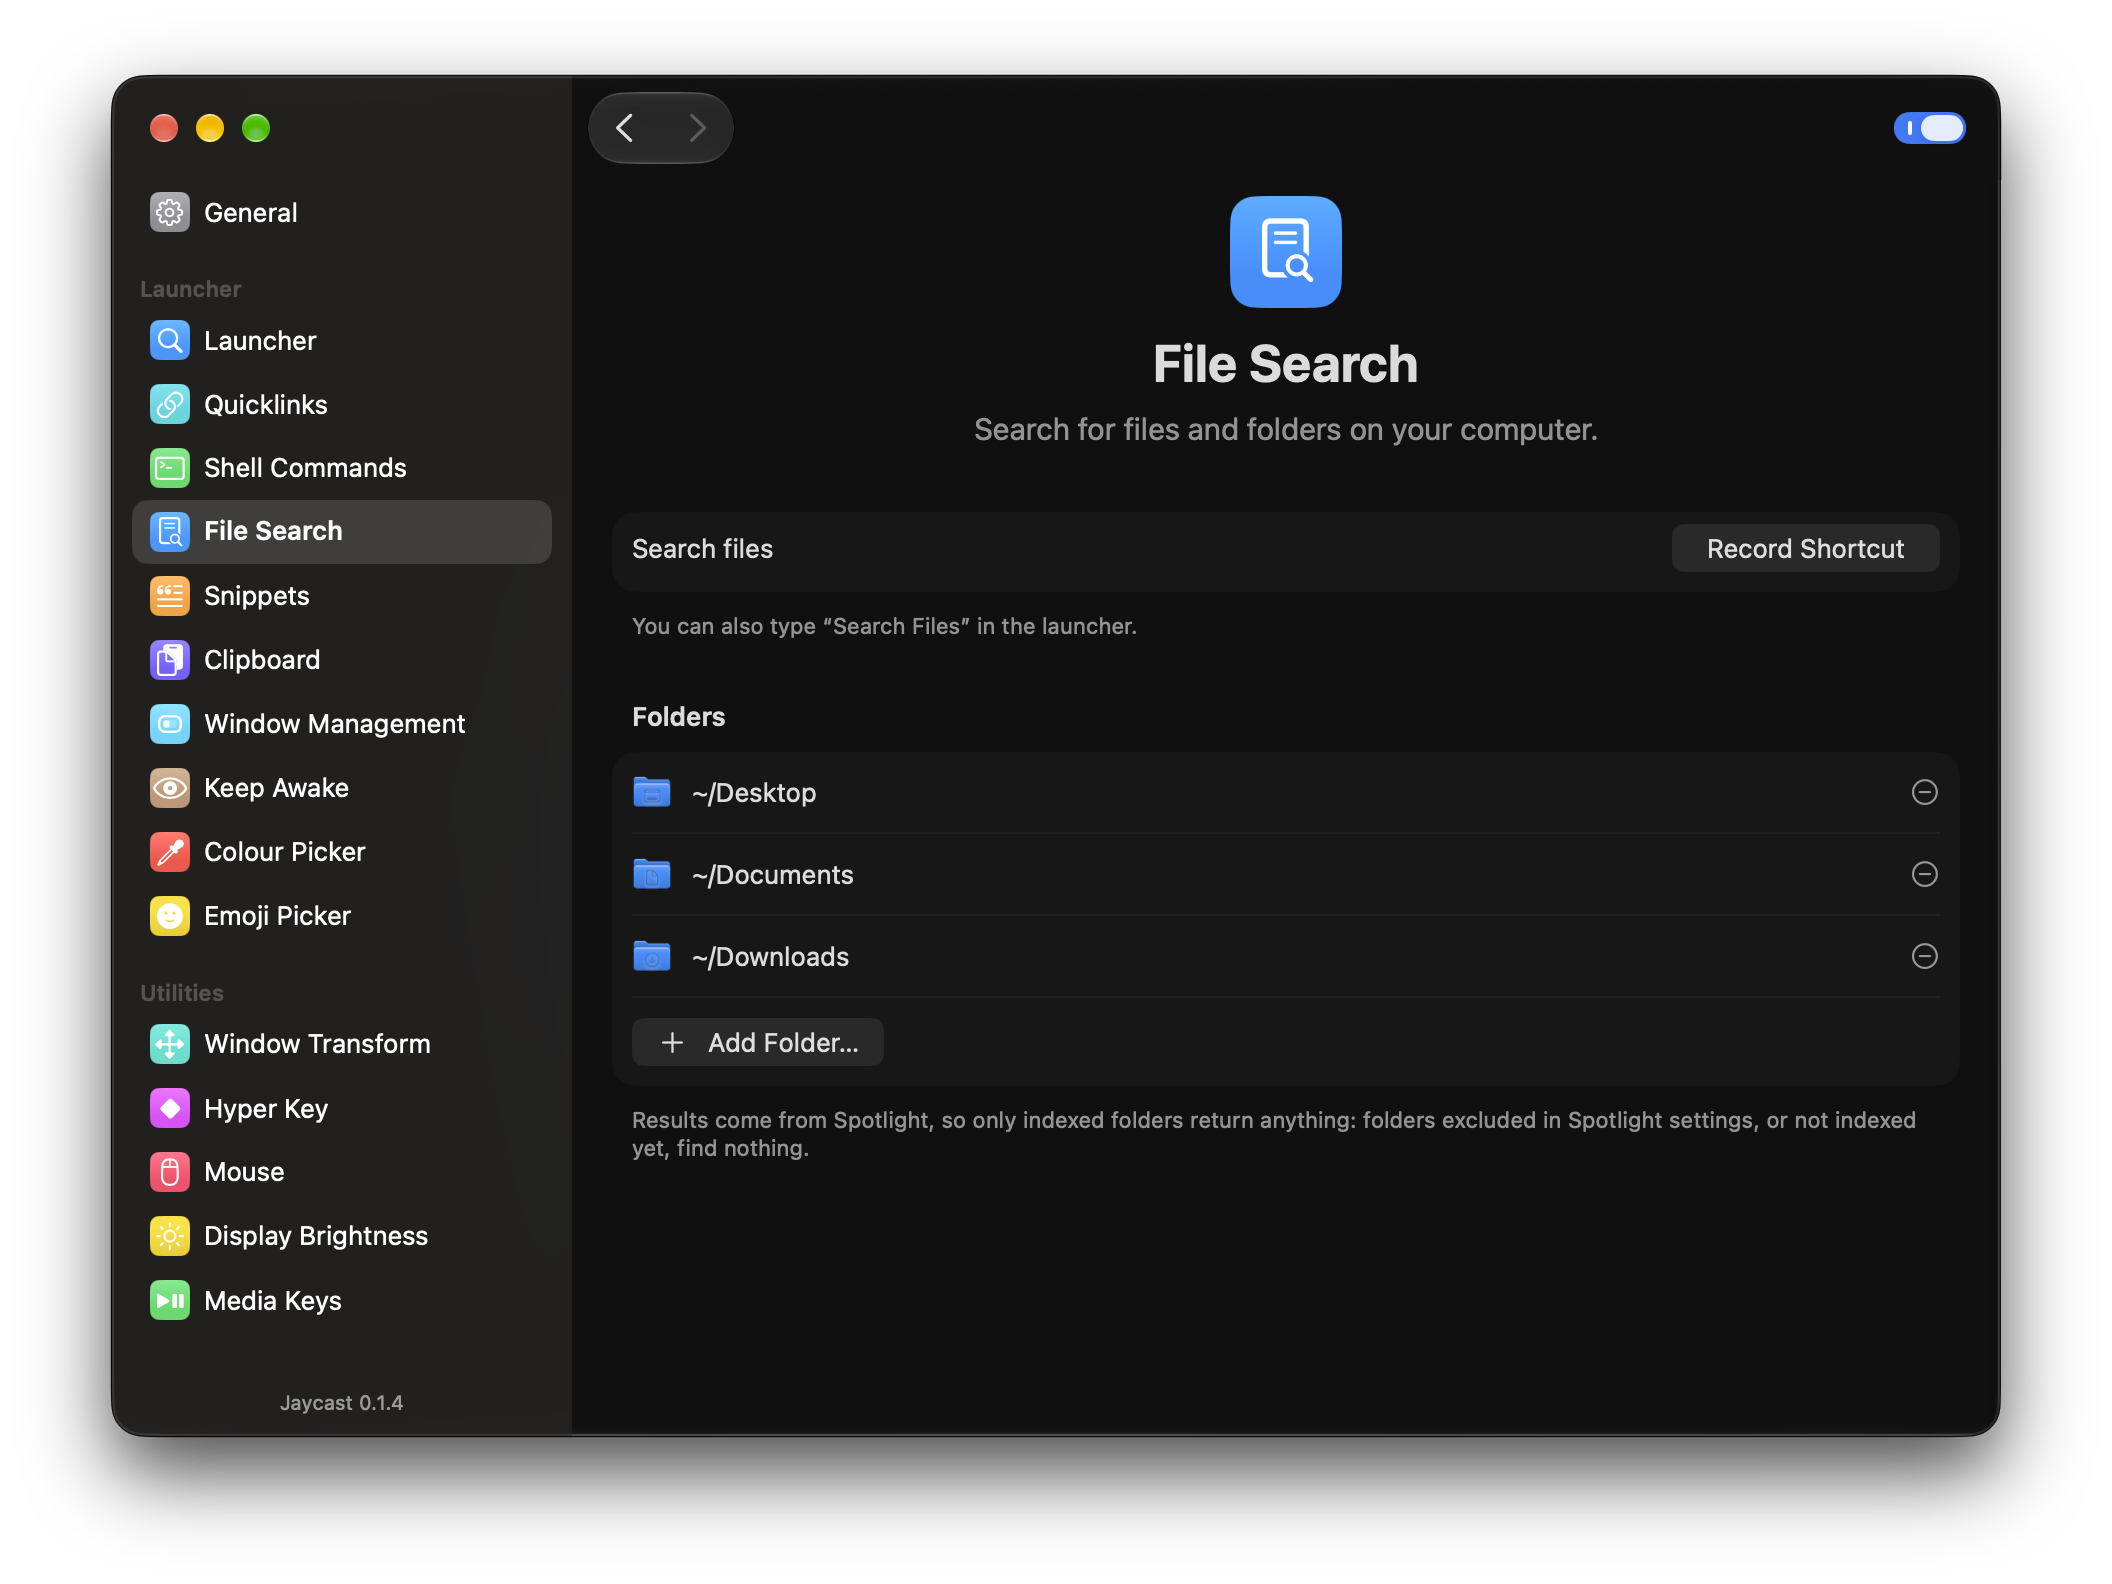 General
Launcher
Launcher
Quicklinks
Shell Commands
File Search
Snippets
Clipboard
Window Management
Keep Awake
Colour Picker
Emoji Picker
Utilities
Window Transform
Hyper Key
Mouse
Display Brightness
Media Keys
Jaycast 0.1.4
File Search
Search for files and folders on your computer.
Search files
Record Shortcut
You can also type “Search Files” in the launcher.
Folders
~/Desktop
~/Documents
~/Downloads
Add Folder...
Results come from Spotlight, so only indexed folders return anything: folders excluded in Spotlight settings, or not indexed
yet, find nothing.